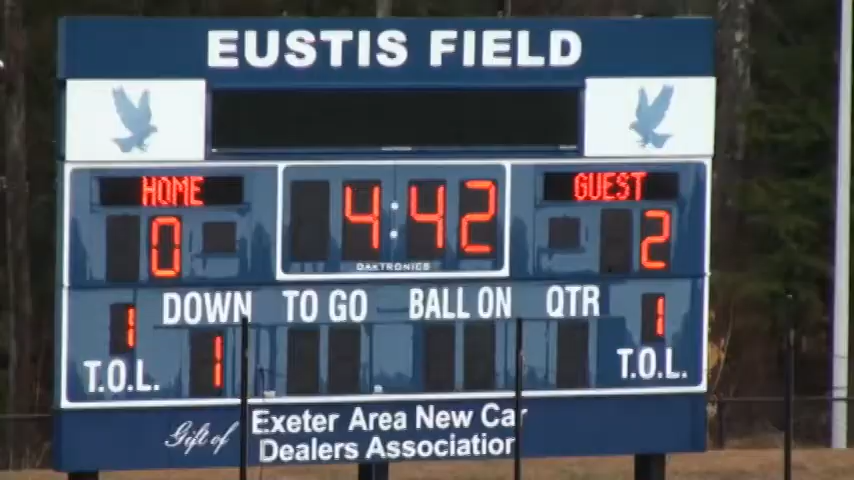 EUSTIS FIELD
HOME 4:42 GUEST
0 2
DAKTRONICS
DOWN TO GO BALL ON QTR
1 1
T.O.L. 1 T.O.L.
Gift of Exeter Area New Car
Dealers Association